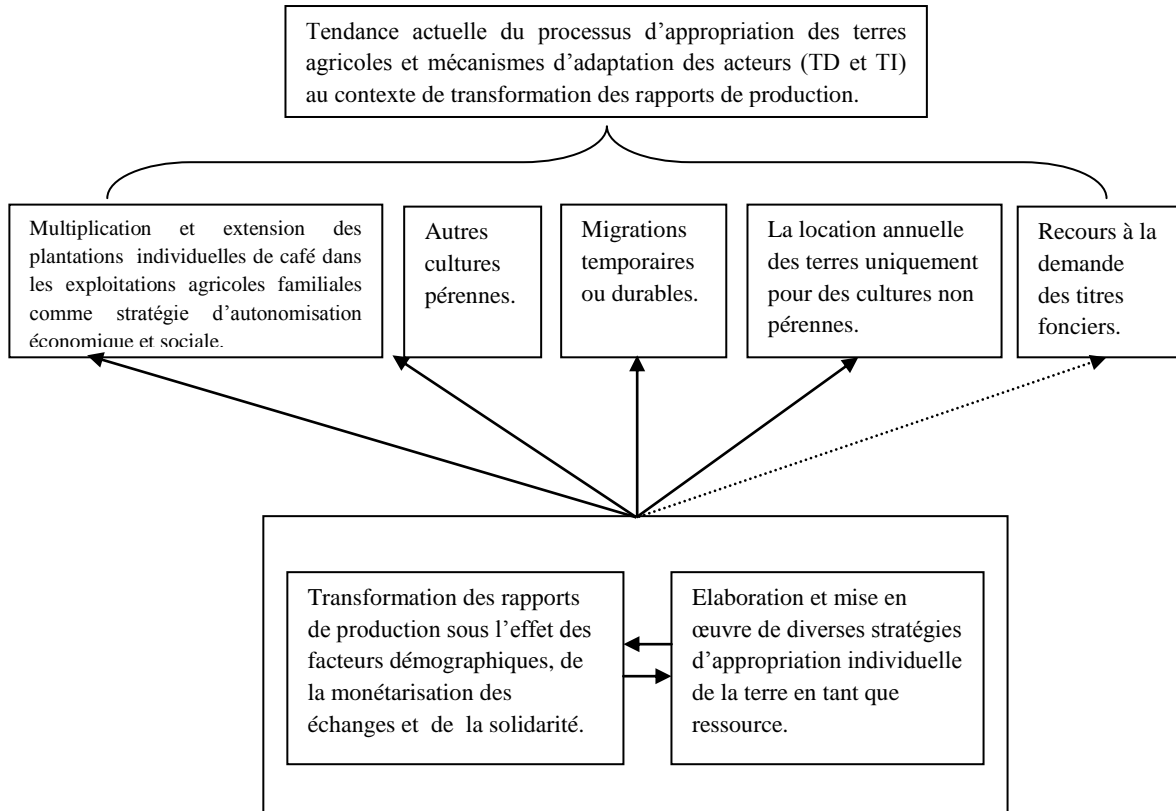 Tendance actuelle du processus d’appropriation des terres
agricoles et mécanismes d’adaptation des acteurs (TD et TI)
au contexte de transformation des rapports de production.
Multiplication et extension des
plantations individuelles de café dans
les exploitations agricoles familiales
comme stratégie d’autonomisation
économique et sociale.
Autres
cultures
pérennes.
Migrations
temporaires
ou durables.
La location annuelle
des terres uniquement
pour des cultures non
pérennes.
Recours à la
demande
des titres
fonciers.
Transformation des rapports
de production sous l’effet des
facteurs démographiques, de
la monétarisation des
échanges et de la solidarité.
Elaboration et mise en
œuvre de diverses stratégies
d’appropriation individuelle
de la terre en tant que
ressource.